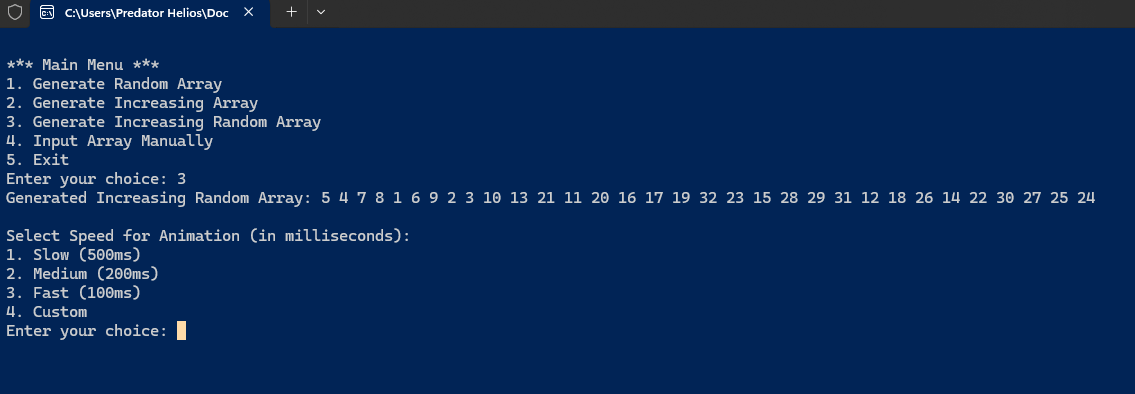 C:\Users\Predator Helios\Doc
*** Main Menu ***
1. Generate Random Array
2. Generate Increasing Array
3. Generate Increasing Random Array
4. Input Array Manually
5. Exit
Enter your choice: 3
Generated Increasing Random Array: 5 4 7 8 1 6 9 2 3 10 13 21 11 20 16 17 19 32 23 15 28 29 31 12 18 26 14 22 30 27 25 24
Select Speed for Animation (in milliseconds):
1. Slow (500ms)
2. Medium (200ms)
3. Fast (100ms)
4. Custom
Enter your choice: